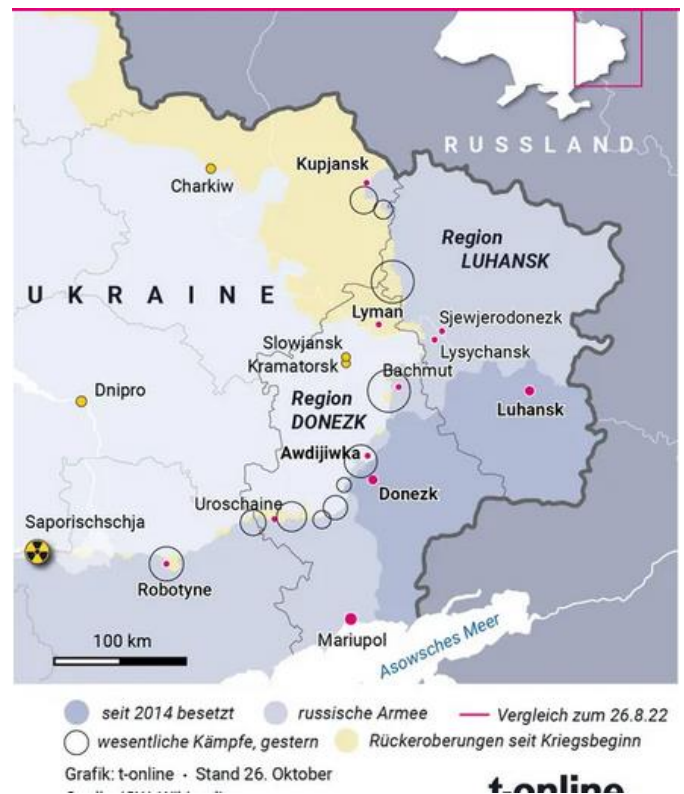 RUSSLAND
Kupjansk
Charkiw
Region
LUHANSK
UKRAINE
Lyman
Sjewjerodonezk
Slowjansk
Lysychansk
Kramatorsk
Bachmut
Dnipro
Region
DONEZK
Luhansk
Awdijiwka
Donezk
Uroschaine
Saporischschja
Robotyne
100 km
Mariupol
Asowsches Meer
seit 2014 besetzt russische Armee Vergleich zum 26.8.22
wesentliche Kämpfe, gestern Rückeroberungen seit Kriegsbeginn
Grafik: t-online · Stand 26. Oktober
t-online